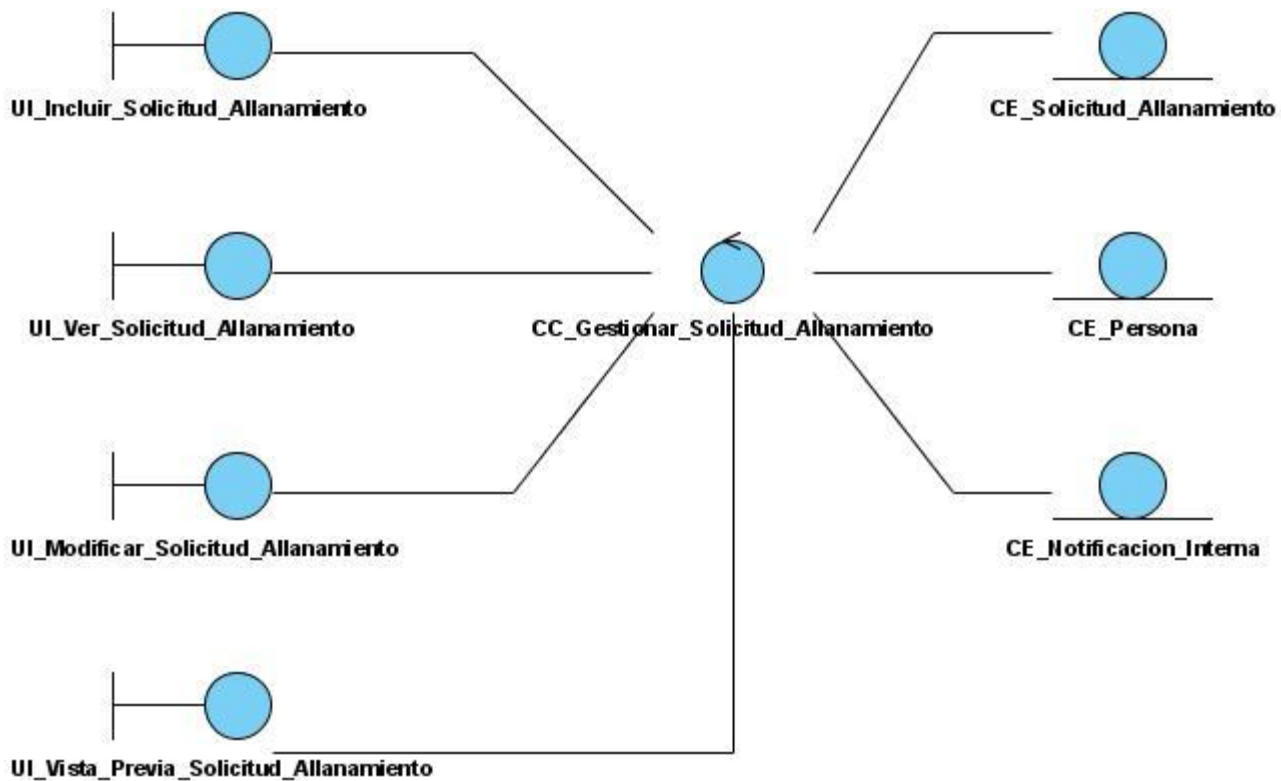 UI_Incluir_Solicitud_Allanamiento
CE_Solicitud_Allanamiento
UI_Ver_Solicitud_Allanamiento
CC_Gestionar_Solicitud_Allanamiento
CE_Persona
UI_Modificar_Solicitud_Allanamiento
CE_Notificacion_Interna
UI_Vista_Previa_Solicitud_Allanamiento